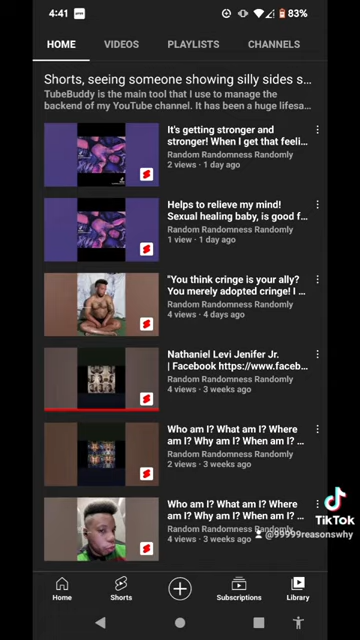 4:41
83%
HOME VIDEOS PLAYLISTS CHANNELS
Shorts, seeing someone showing silly sides s...
TubeBuddy is the main tool that I use to manage the
backend of my YouTube channel. It has been a huge lifesa...
It's getting stronger and
stronger! When I get that feeli...
Random Randomness Randomly
2 views · 1 day ago
Helps to relieve my mind!
Sexual healing baby, is good f...
Random Randomness Randomly
1 view · 1 day ago
"You think cringe is your ally?
You merely adopted cringe! I ...
Random Randomness Randomly
4 views · 4 days ago
Nathaniel Levi Jenifer Jr.
| Facebook https://www.faceb...
Random Randomness Randomly
4 views · 3 weeks ago
Who am I? What am I? Where
am I? Why am I? When am I? ...
Random Randomness Randomly
2 views · 3 weeks ago
Who am I? What am I? Where
am I? Why am I? When am I? ...
Random Randomness Randomly
4 views · 3 weeks ago
TikTok
@99999reasonswhy
Home Shorts Subscriptions Library